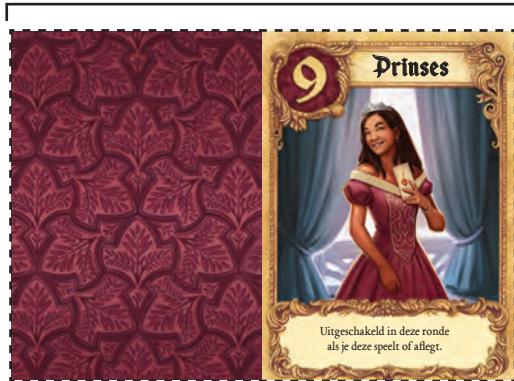 9
Prinses
Uitgeschakeld in deze ronde
als je deze speelt of aflegt.